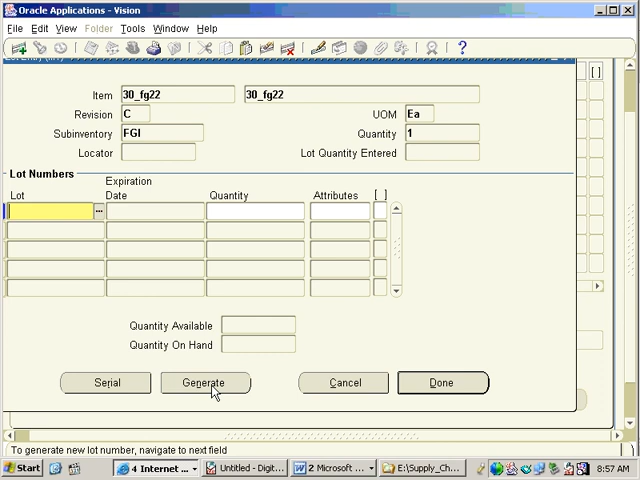 Oracle Applications - Vision
File Edit View Folder Tools Window Help
Item 30_fg22 30_fg22
Revision C UOM Ea
Subinventory FGI Quantity 1
Locator Lot Quantity Entered
Lot Numbers
Expiration
Lot Date Quantity Attributes [ ]
Quantity Available
Quantity On Hand
Serial Generate Cancel Done
To generate new lot number, navigate to next field
Start 4 Internet ... Untitled - Digit... 2 Microsoft ... E:\Supply_Ch... 8:57 AM